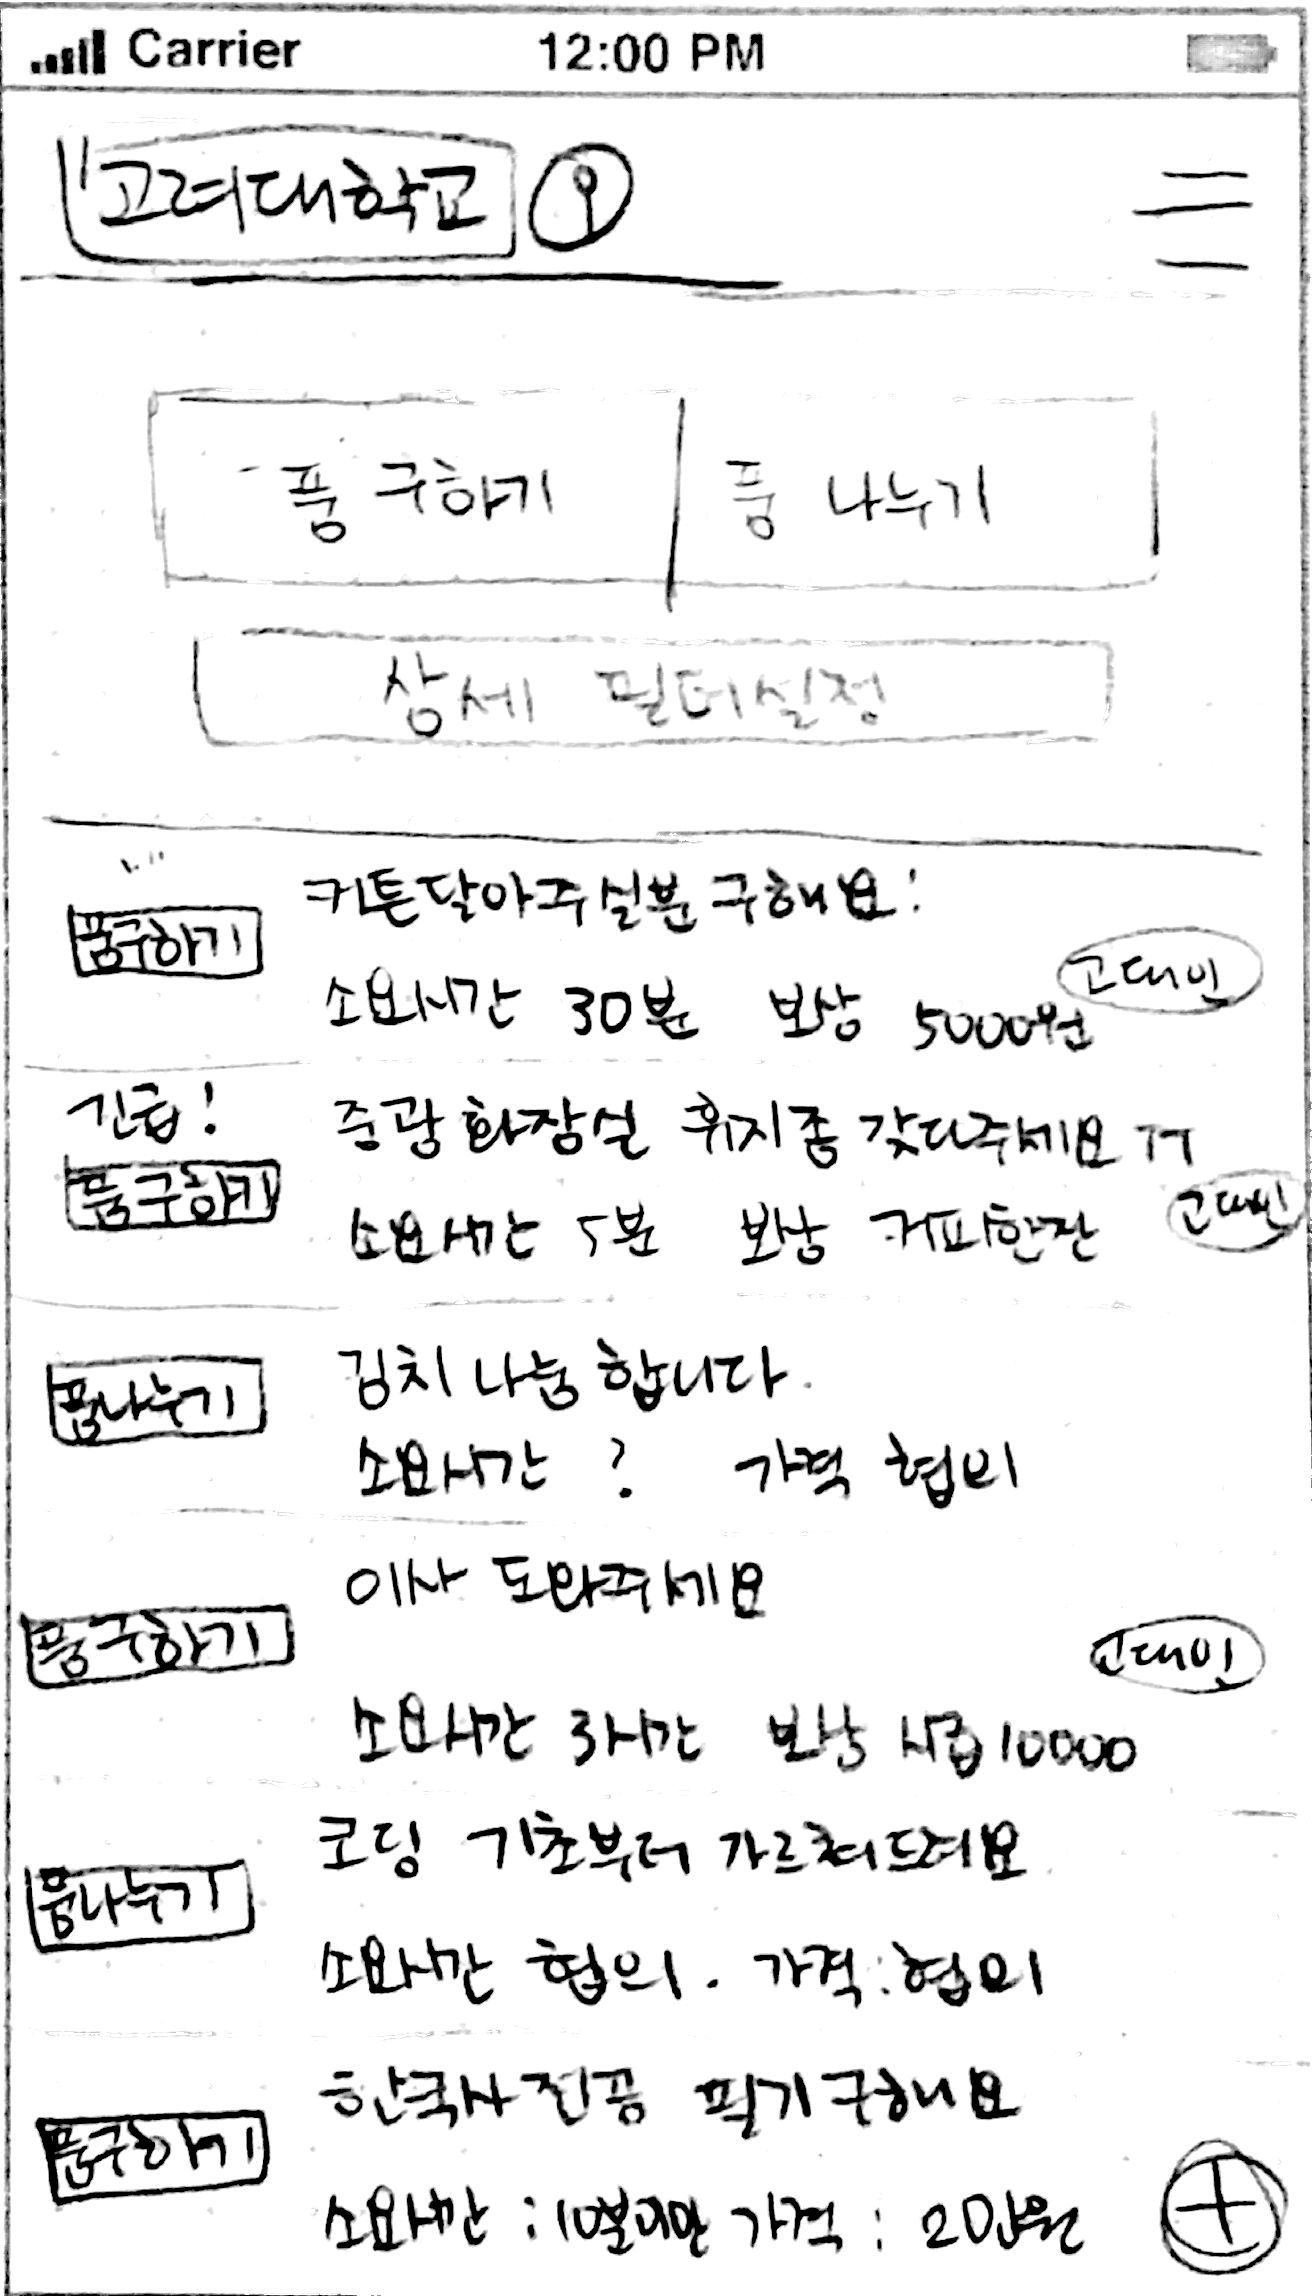 Carrier 12:00 PM
고려대학교
품 구하기 품 나누기
상세 필터설정
커튼달아주실분 구해요!
품구하기
고대인
소요시간 30분 보상 5000원
긴급! 중광 화장실 휴지좀 갖다주세요 ㅠㅠ
품구하기
고대인
소요시간 5분 보상 커피한잔
김치 나눔 합니다.
품나누기
소요시간 ? 가격 협의
이사 도와주세요
품구하기
고대인
소요시간 3시간 보상 시급 10000
코딩 기초부터 가르쳐드려요
품나누기
소요시간 협의. 가격:협의
한국사 전공 필기 구해요
품구하기
소요시간 : 10분미만 가격 : 20만원